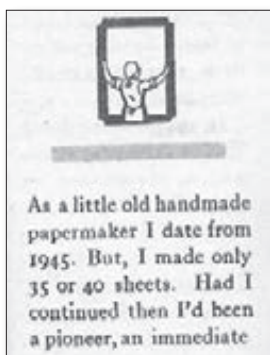 As a little old handmade
papermaker I date from
1945. But, I made only
35 or 40 sheets. Had I
continued then I'd been
a pioneer, an immediate